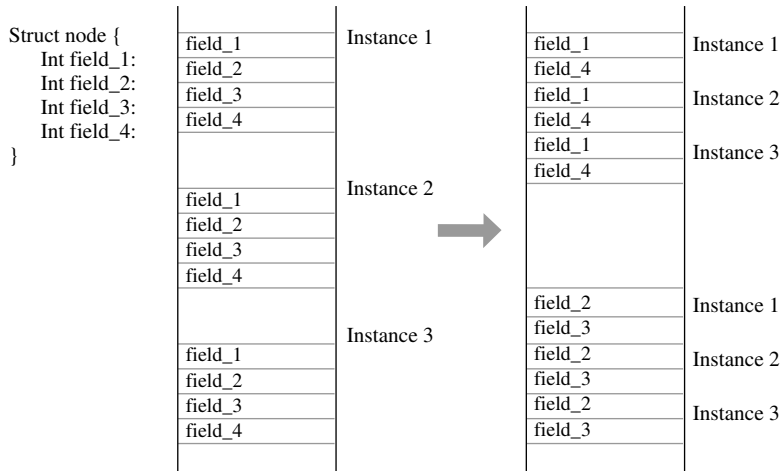 Struct node {
Int field_1:
Int field_2:
Int field_3:
Int field_4:
}
field_1
field_2
field_3
field_4
Instance 1
field_1
field_2
field_3
field_4
Instance 2
field_1
field_2
field_3
field_4
Instance 3
field_1
field_4
Instance 1
field_1
field_4
Instance 2
field_1
field_4
Instance 3
field_2
field_3
Instance 1
field_2
field_3
Instance 2
field_2
field_3
Instance 3